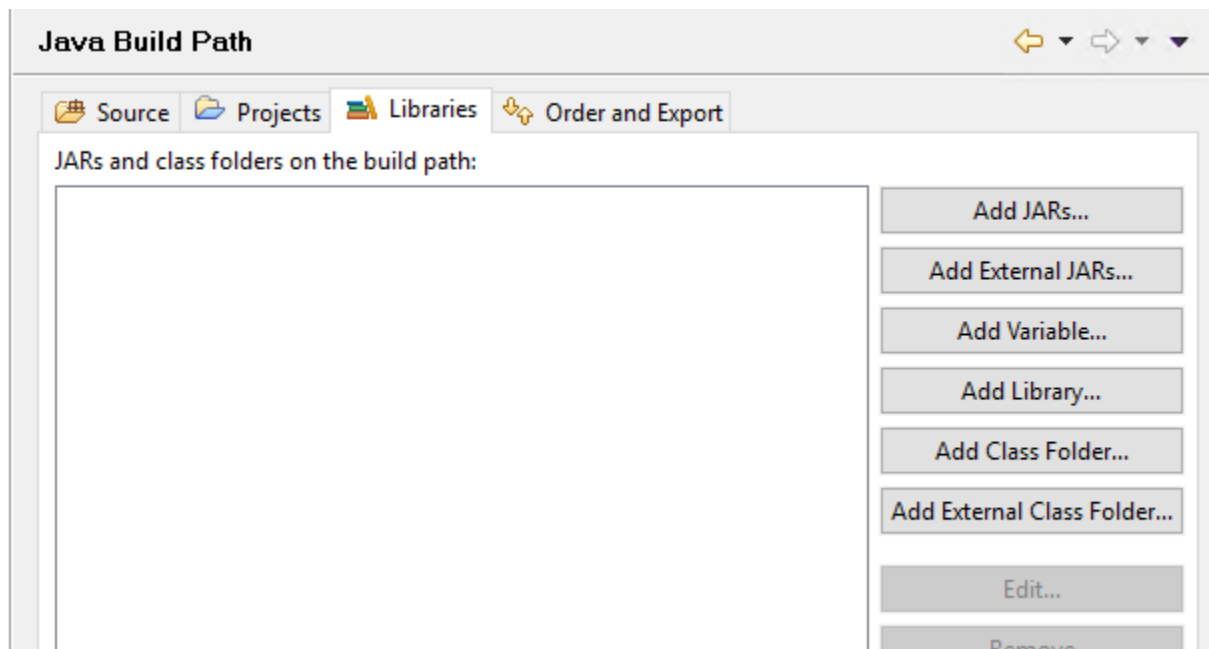 Java Build Path
Source Projects Libraries Order and Export
JARs and class folders on the build path:
Add JARs...
Add External JARs...
Add Variable...
Add Library...
Add Class Folder...
Add External Class Folder...
Edit...
Remove